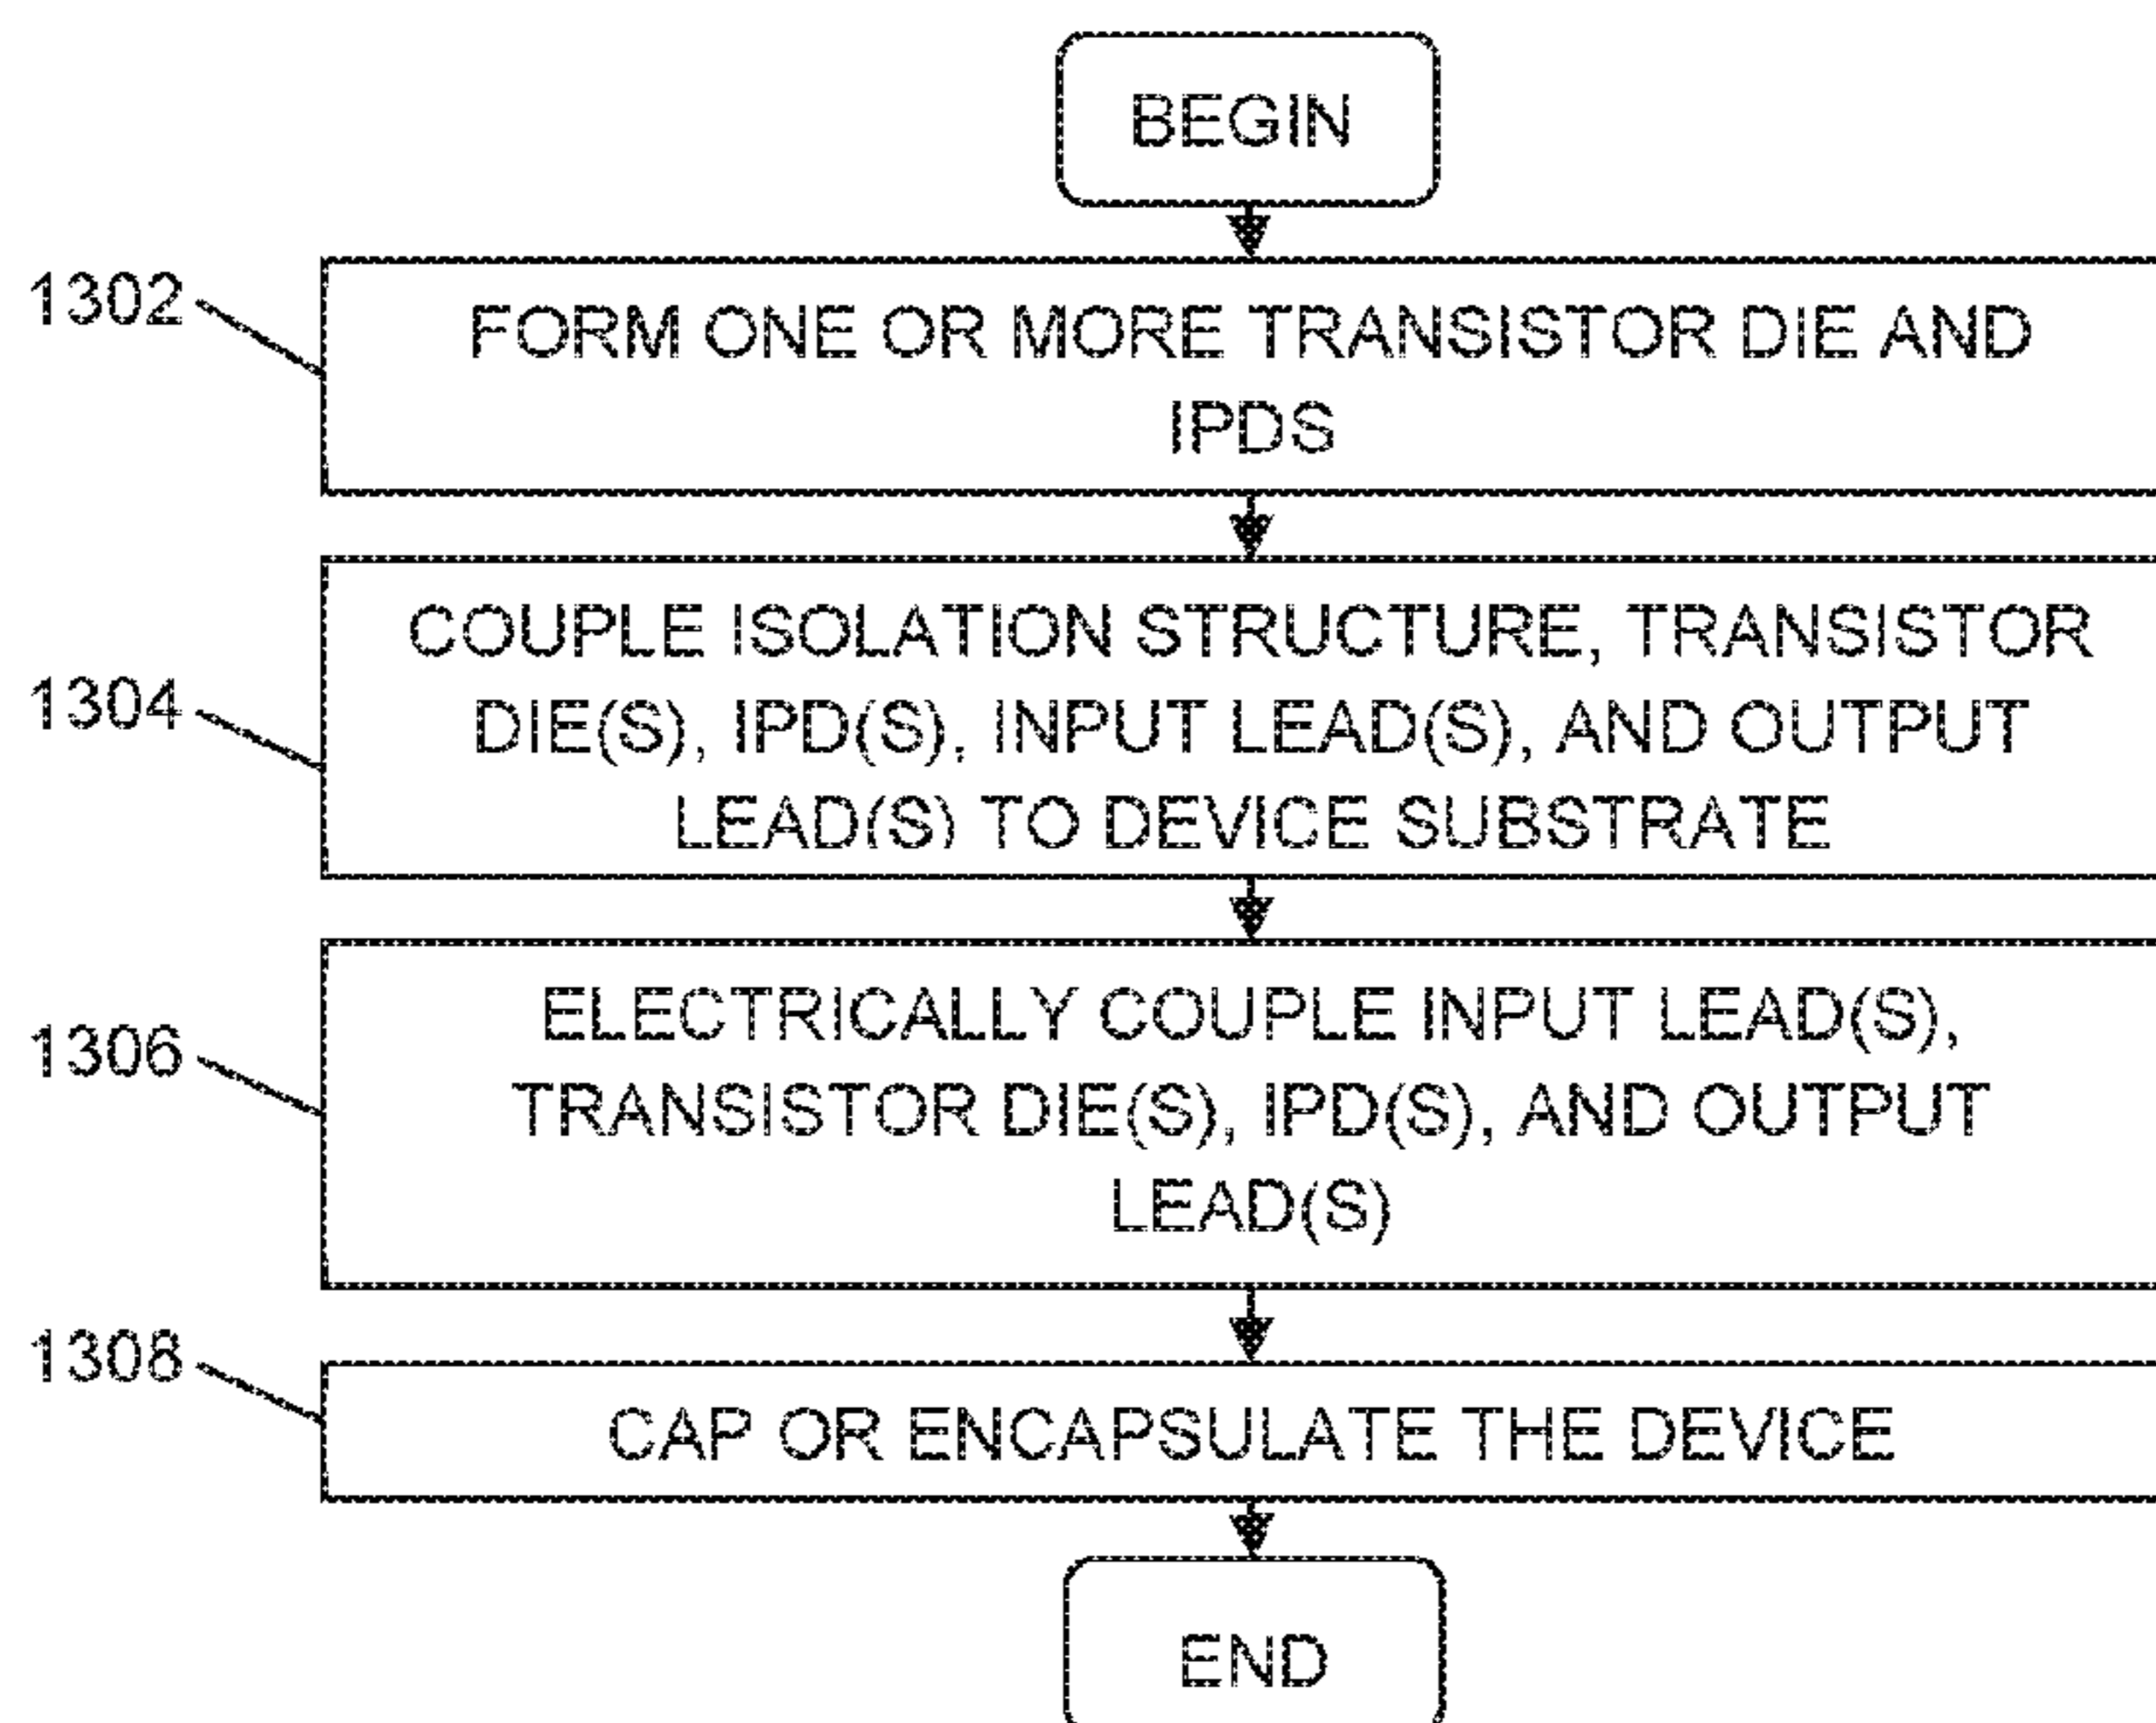 BEGIN
1302
FORM ONE OR MORE TRANSISTOR DIE AND
IPDS
1304
COUPLE ISOLATION STRUCTURE, TRANSISTOR
DIE(S), IPD(S), INPUT LEAD(S), AND OUTPUT
LEAD(S) TO DEVICE SUBSTRATE
1306
ELECTRICALLY COUPLE INPUT LEAD(S),
TRANSISTOR DIE(S), IPD(S), AND OUTPUT
LEAD(S)
1308
CAP OR ENCAPSULATE THE DEVICE
END